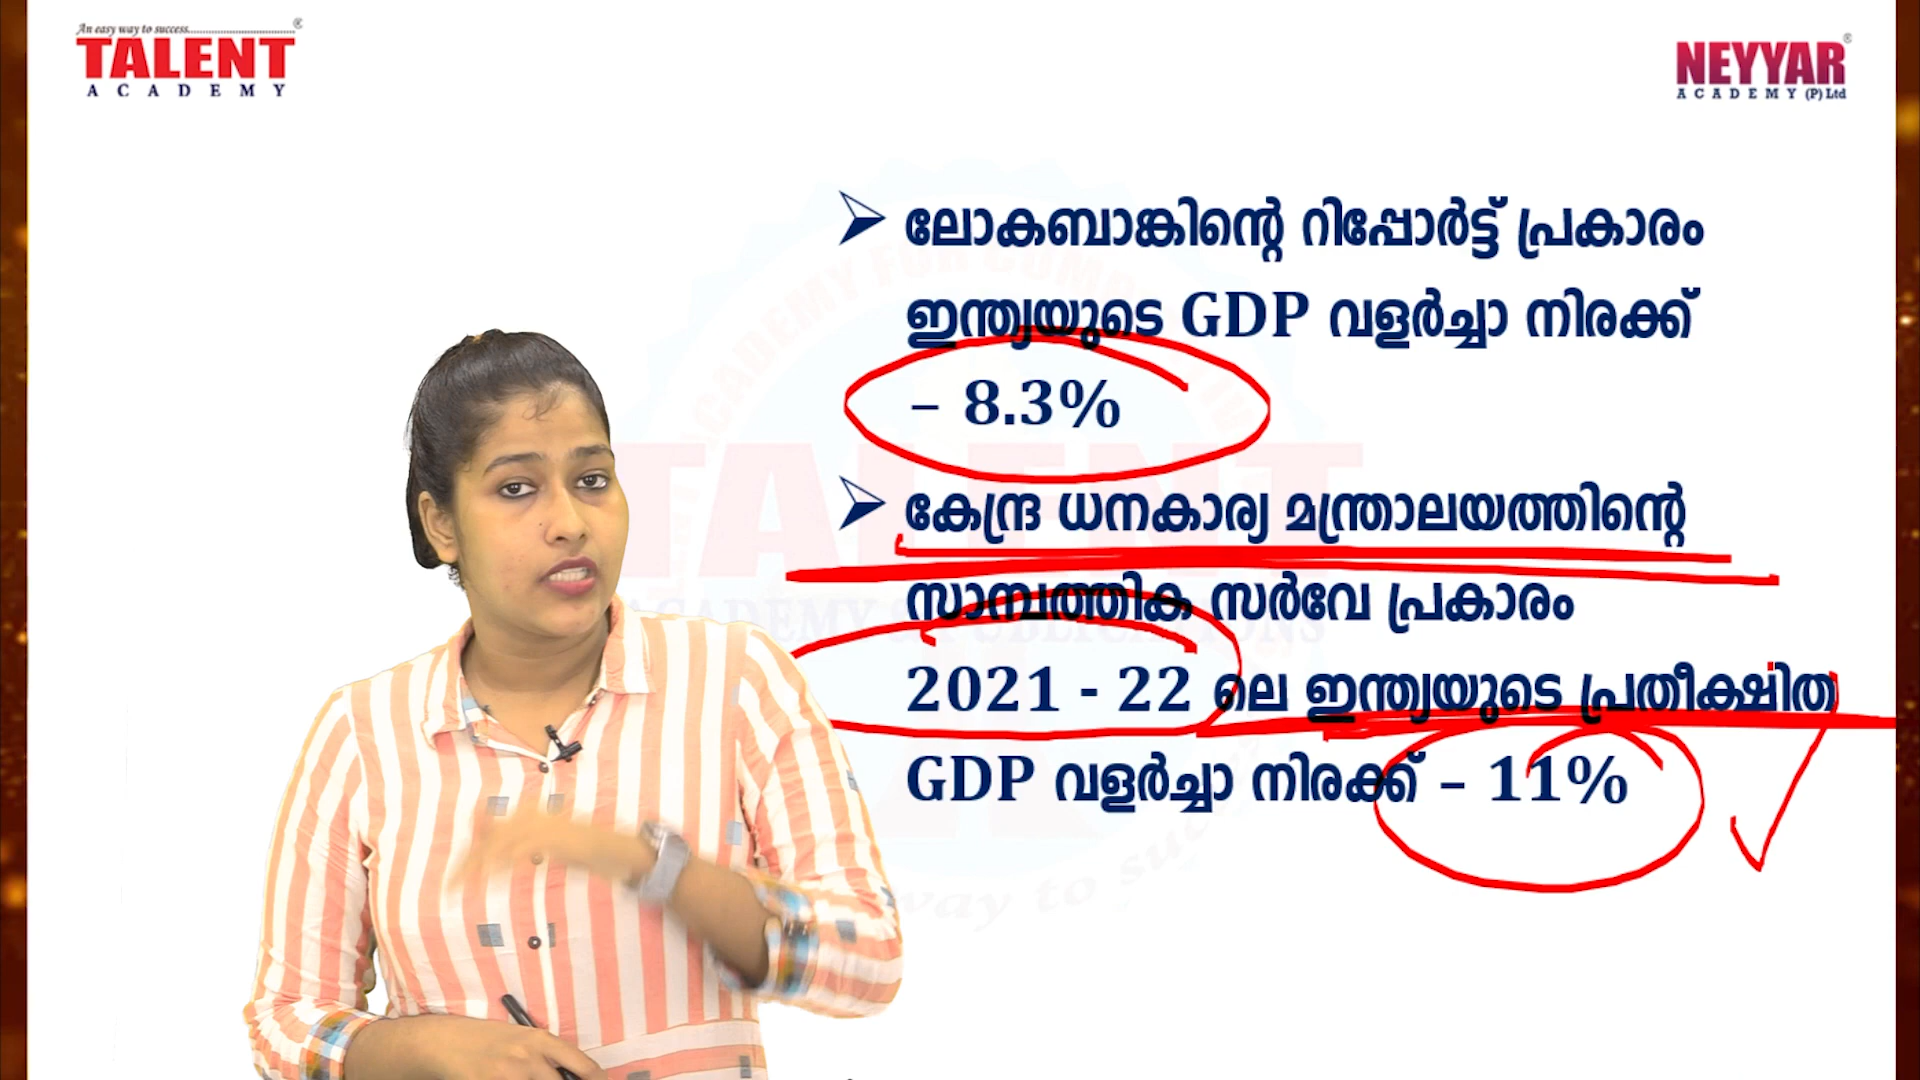 An easy way to success
TALENT
ACADEMY
NEYYAR
ACADEMY (P) Ltd
ലോകബാങ്കിന്റെ റിപ്പോർട്ട് പ്രകാരം
ഇന്ത്യയുടെ GDP വളർച്ചാ നിരക്ക്
– 8.3%
കേന്ദ്ര ധനകാര്യ മന്ത്രാലയത്തിന്റെ
സാമ്പത്തിക സർവേ പ്രകാരം
2021 - 22 ലെ ഇന്ത്യയുടെ പ്രതീക്ഷിത
GDP വളർച്ചാ നിരക്ക് – 11%